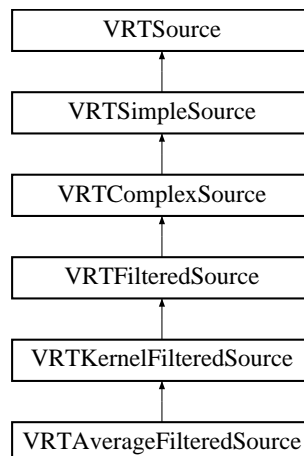 VRTSource
VRTSimpleSource
VRTComplexSource
VRTFilteredSource
VRTKernelFilteredSource
VRTAverageFilteredSource